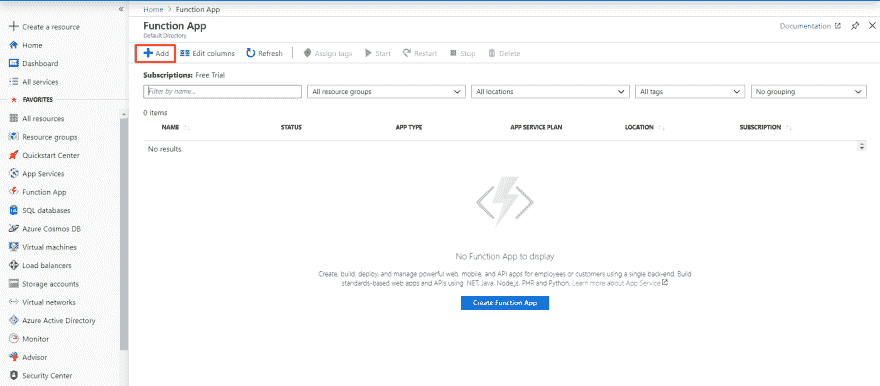 Create a resource
Home
Dashboard
All services
FAVORITES
All resources
Resource groups
Quickstart Center
App Services
Function App
SQL databases
Azure Cosmos DB
Virtual machines
Load balancers
Storage accounts
Virtual networks
Azure Active Directory
Monitor
Advisor
Security Center
Home > Function App
Function App
Default Directory
Documentation
Add Edit columns Refresh Assign tags Start Restart Stop Delete
Subscriptions: Free Trial
Filter by name... All resource groups All locations All tags No grouping
0 items
NAME STATUS APP TYPE APP SERVICE PLAN LOCATION SUBSCRIPTION
No results.
No Function App to display
Create, build, deploy, and manage powerful web, mobile, and API apps for employees or customers using a single back-end. Build
standards-based web apps and APIs using .NET, Java, Node.js, PHP, and Python. Learn more about App Service
Create Function App